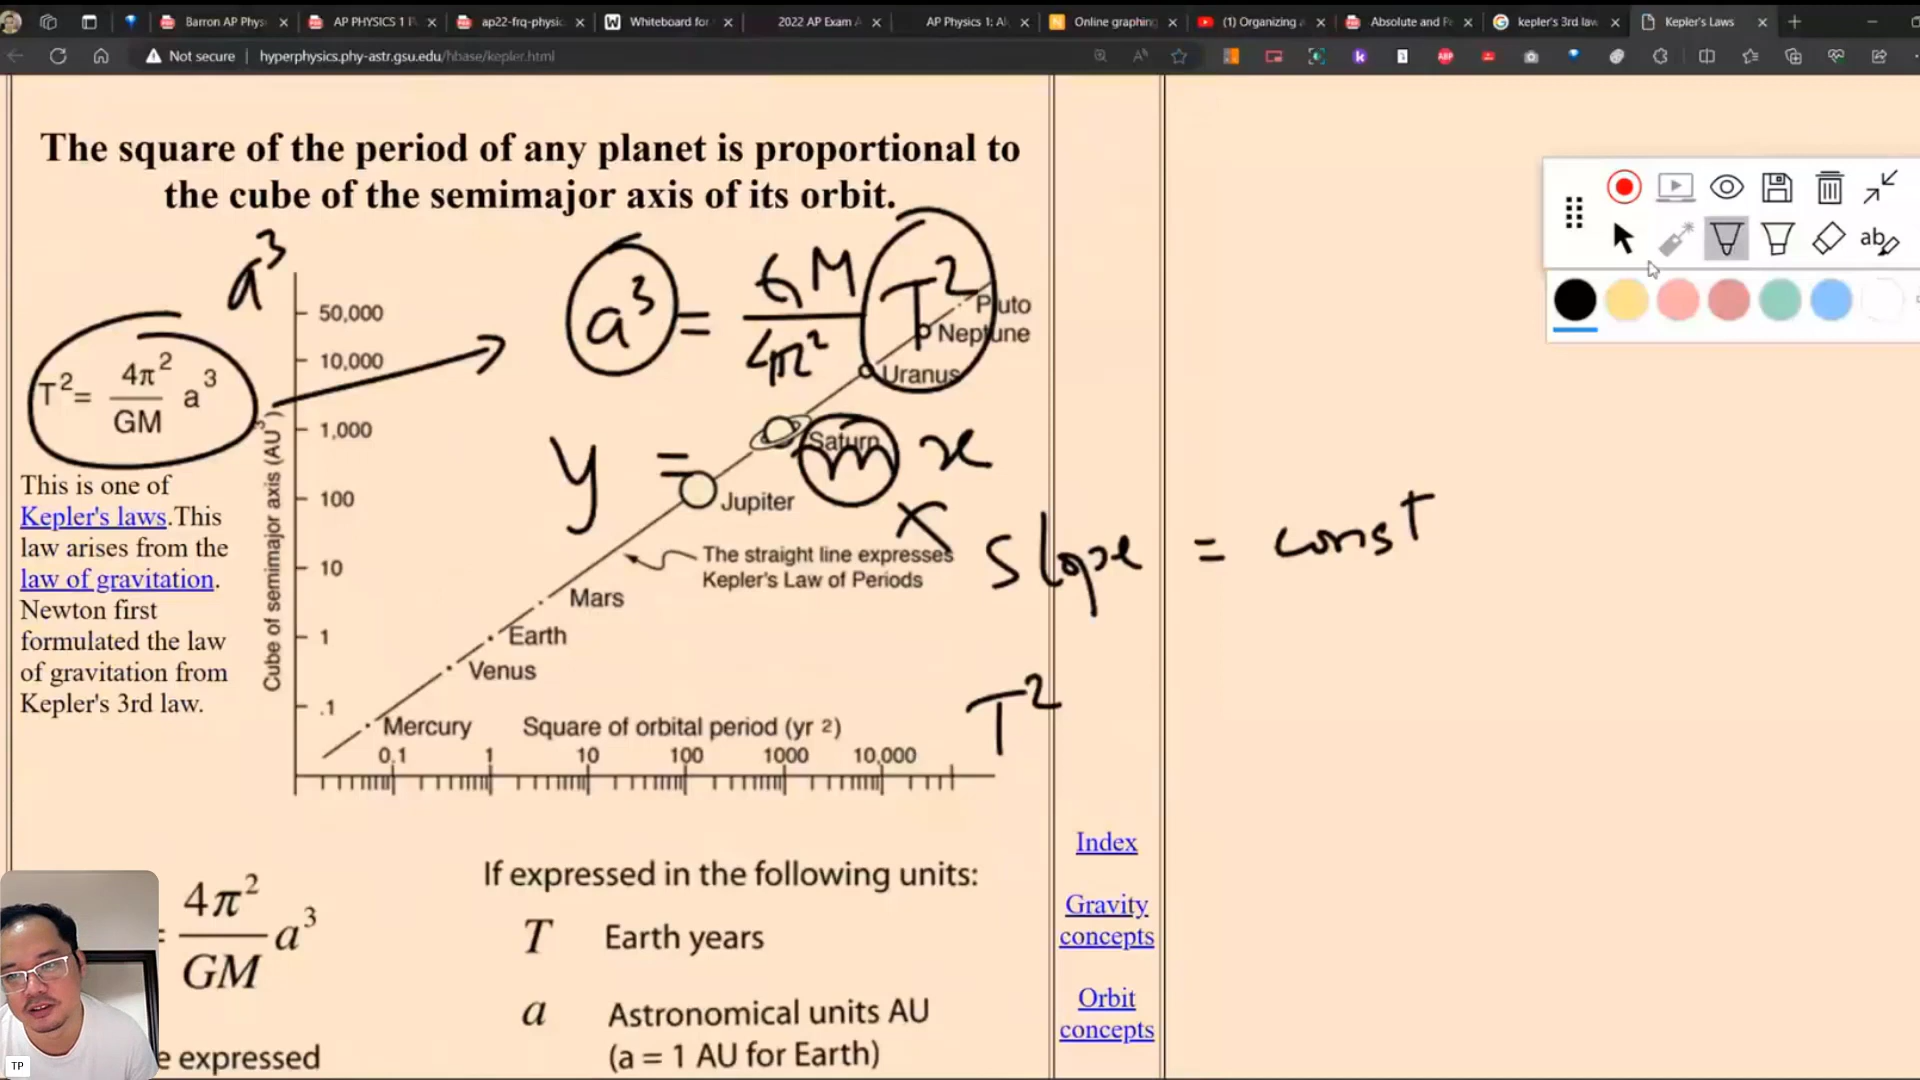 Barron AP Phys
AP PHYSICS 1 F
ap22-frq-physic
Whiteboard for
2022 AP Exam A
AP Physics 1: Al
Online graphing
(1) Organizing a
Absolute and P
kepler's 3rd law
Kepler's Laws
Not secure
hyperphysics.phy-astr.gsu.edu/hbase/kepler.html
The square of the period of any planet is proportional to
the cube of the semimajor axis of its orbit.
a³
a³ = GM/4π² T²
50,000
10,000
1,000
100
10
1
.1
Cube of semimajor axis (AU³)
T² = 4π²/GM a³
Pluto
Neptune
Uranus
Saturn
Jupiter
y = m x
slope = const
The straight line expresses
Kepler's Law of Periods
Mars
Earth
Venus
Mercury
This is one of
Kepler's laws.This
law arises from the
law of gravitation.
Newton first
formulated the law
of gravitation from
Kepler's 3rd law.
T²
Square of orbital period (yr 2)
0.1 1 10 100 1000 10,000
= 4π²/GM a³
If expressed in the following units:
T Earth years
a Astronomical units AU
(a = 1 AU for Earth)
e expressed
Index
Gravity
concepts
Orbit
concepts
ab
TP